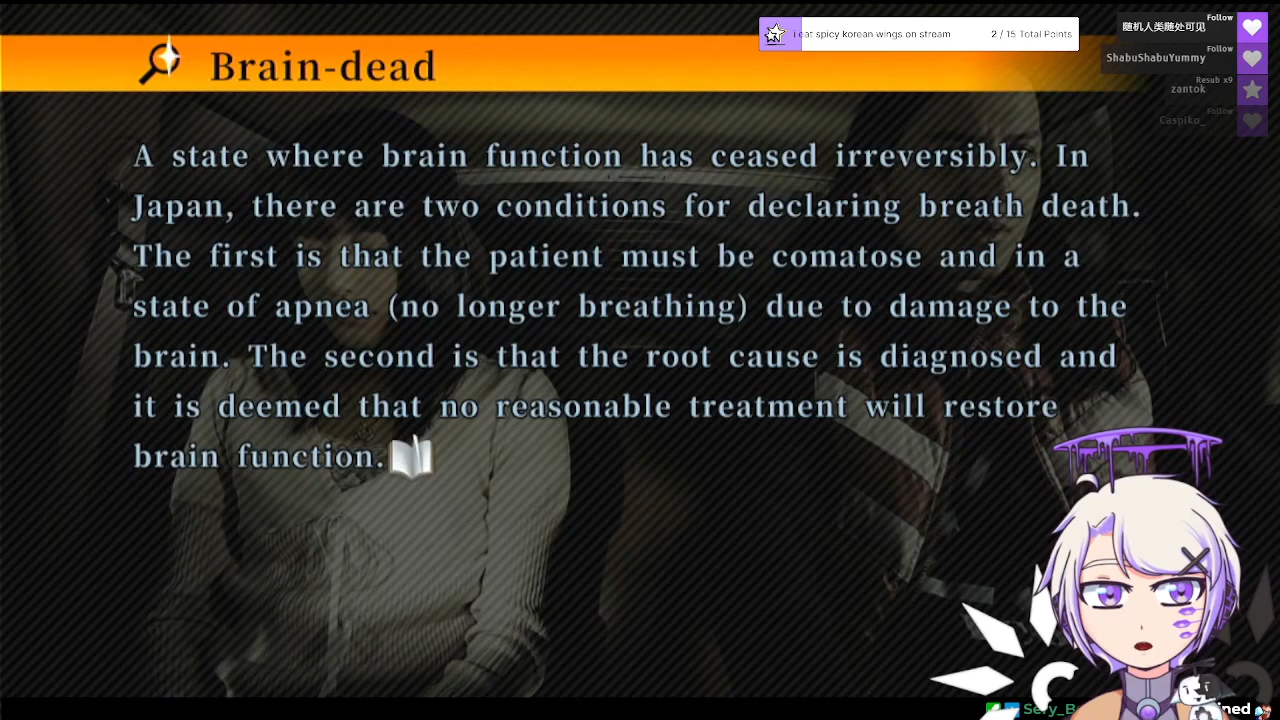 Brain-dead
i eat spicy korean wings on stream
2 / 15 Total Points
Follow
随机人类随处可见
Follow
ShabuShabuYummy
Resub x9
zantok
Follow
Caspiko_
A state where brain function has ceased irreversibly. In
Japan, there are two conditions for declaring breath death.
The first is that the patient must be comatose and in a
state of apnea (no longer breathing) due to damage to the
brain. The second is that the root cause is diagnosed and
it is deemed that no reasonable treatment will restore
brain function.